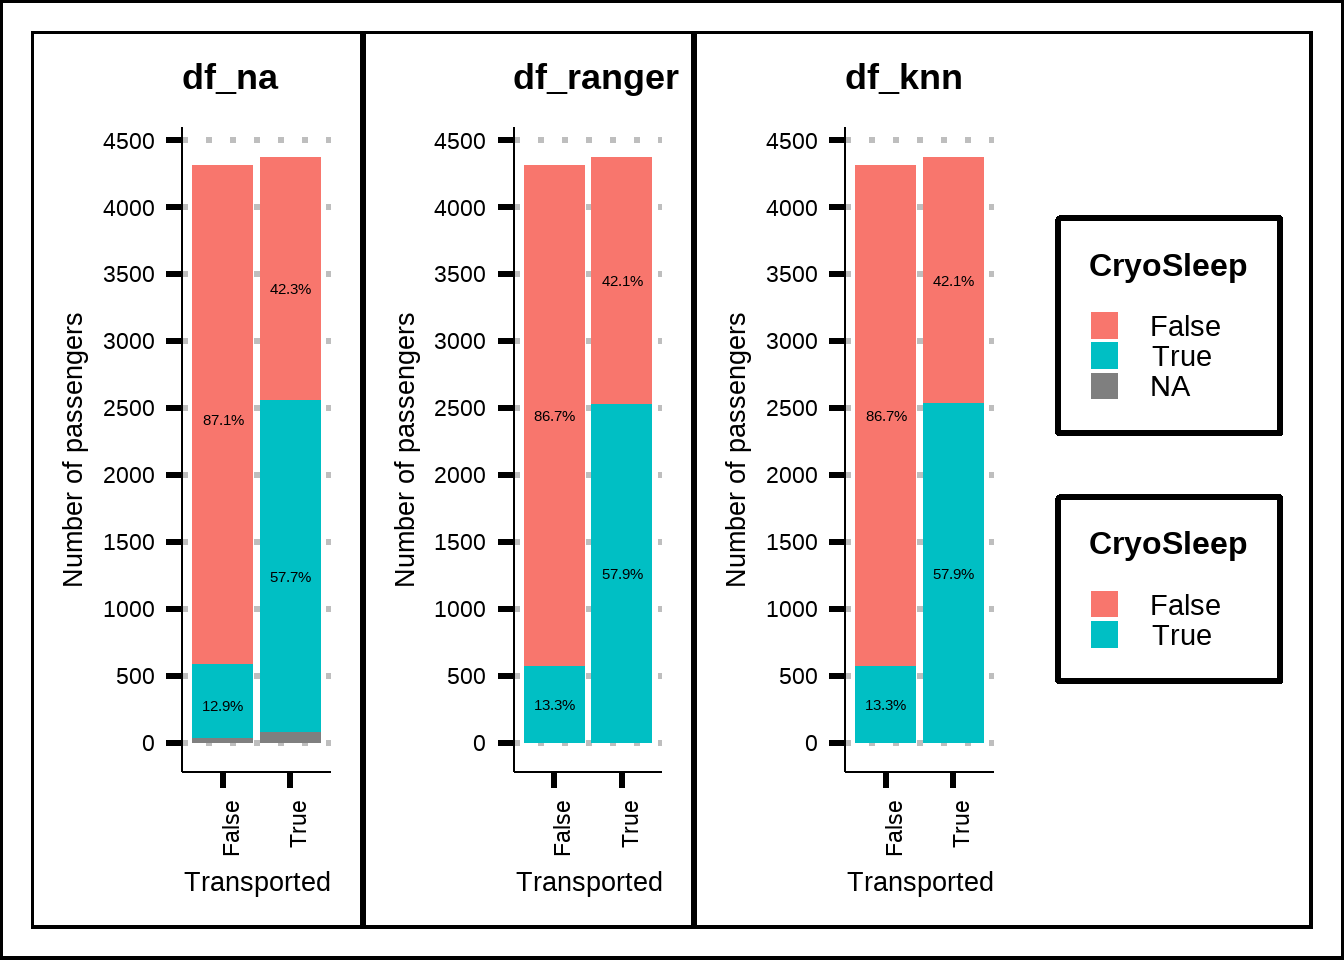 df_na
4500
4000
3500
3000
2500
2000
1500
1000
500
0
Number of passengers
42.3%
87.1%
57.7%
12.9%
False
True
Transported
df_ranger
4500
4000
3500
3000
2500
2000
1500
1000
500
0
Number of passengers
42.1%
86.7%
57.9%
13.3%
False
True
Transported
df_knn
4500
4000
3500
3000
2500
2000
1500
1000
500
0
Number of passengers
42.1%
86.7%
57.9%
13.3%
False
True
Transported
CryoSleep
False
True
NA
CryoSleep
False
True